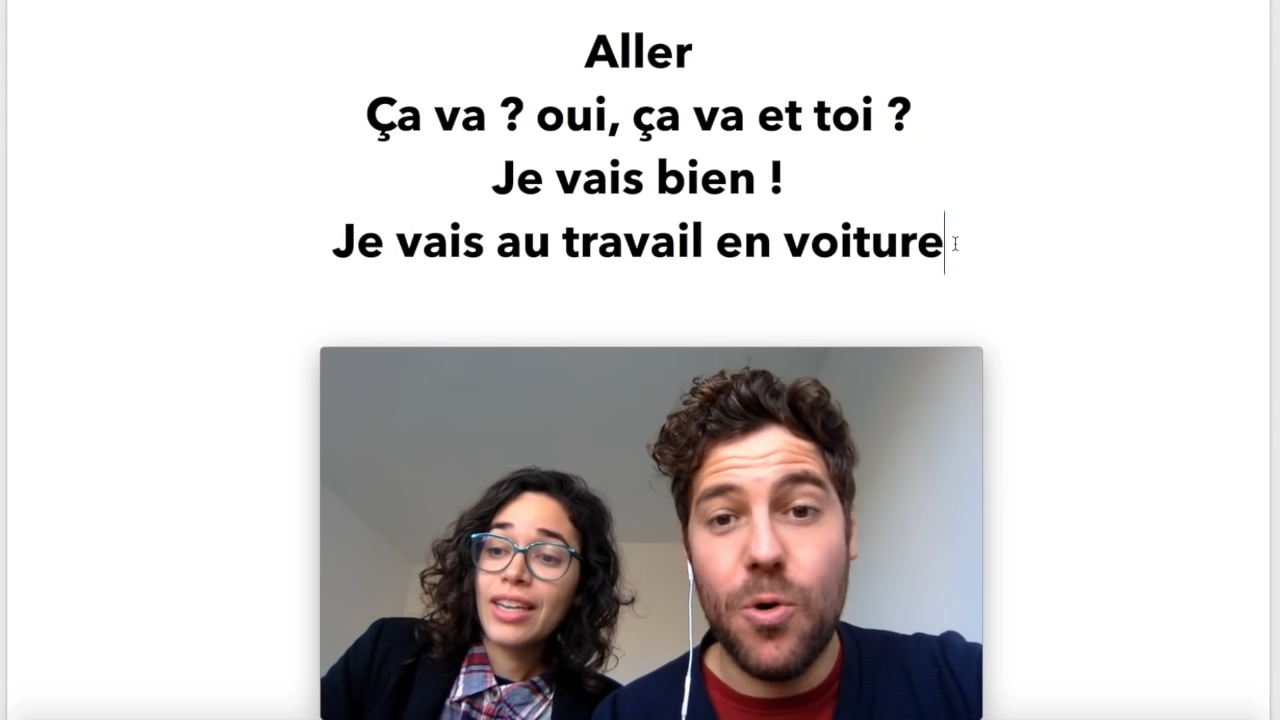 Aller
Ça va ? oui, ça va et toi ?
Je vais bien !
Je vais au travail en voiture